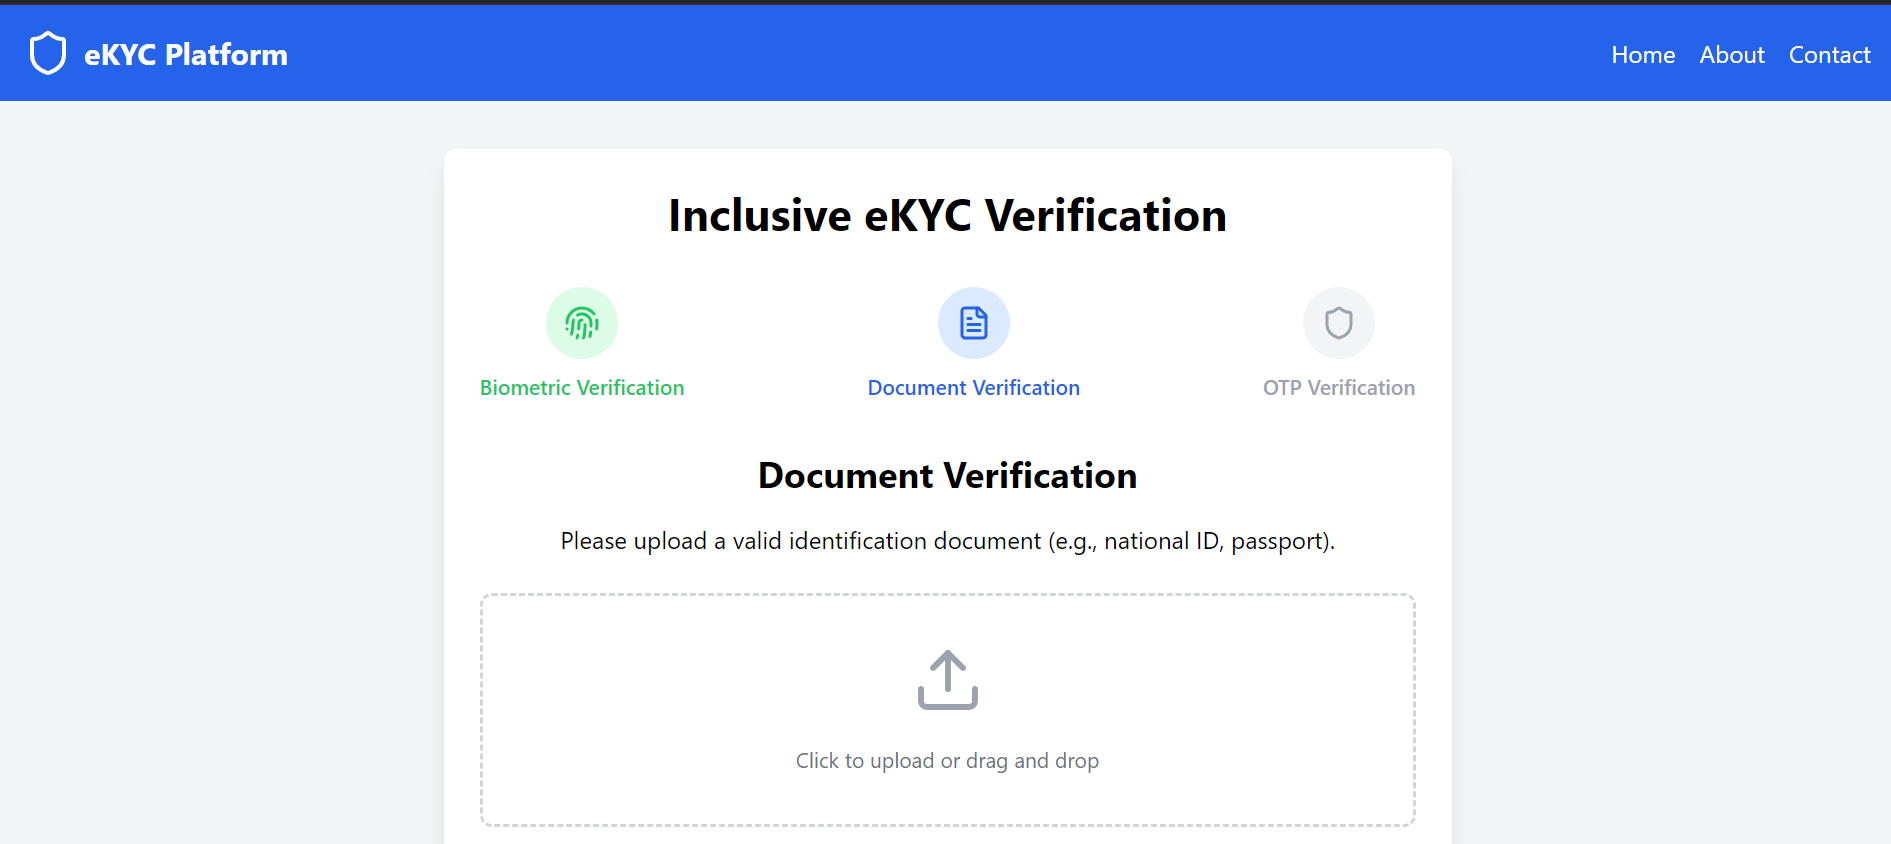 eKYC Platform
Home About Contact
Inclusive eKYC Verification
Biometric Verification
Document Verification
OTP Verification
Document Verification
Please upload a valid identification document (e.g., national ID, passport).
Click to upload or drag and drop